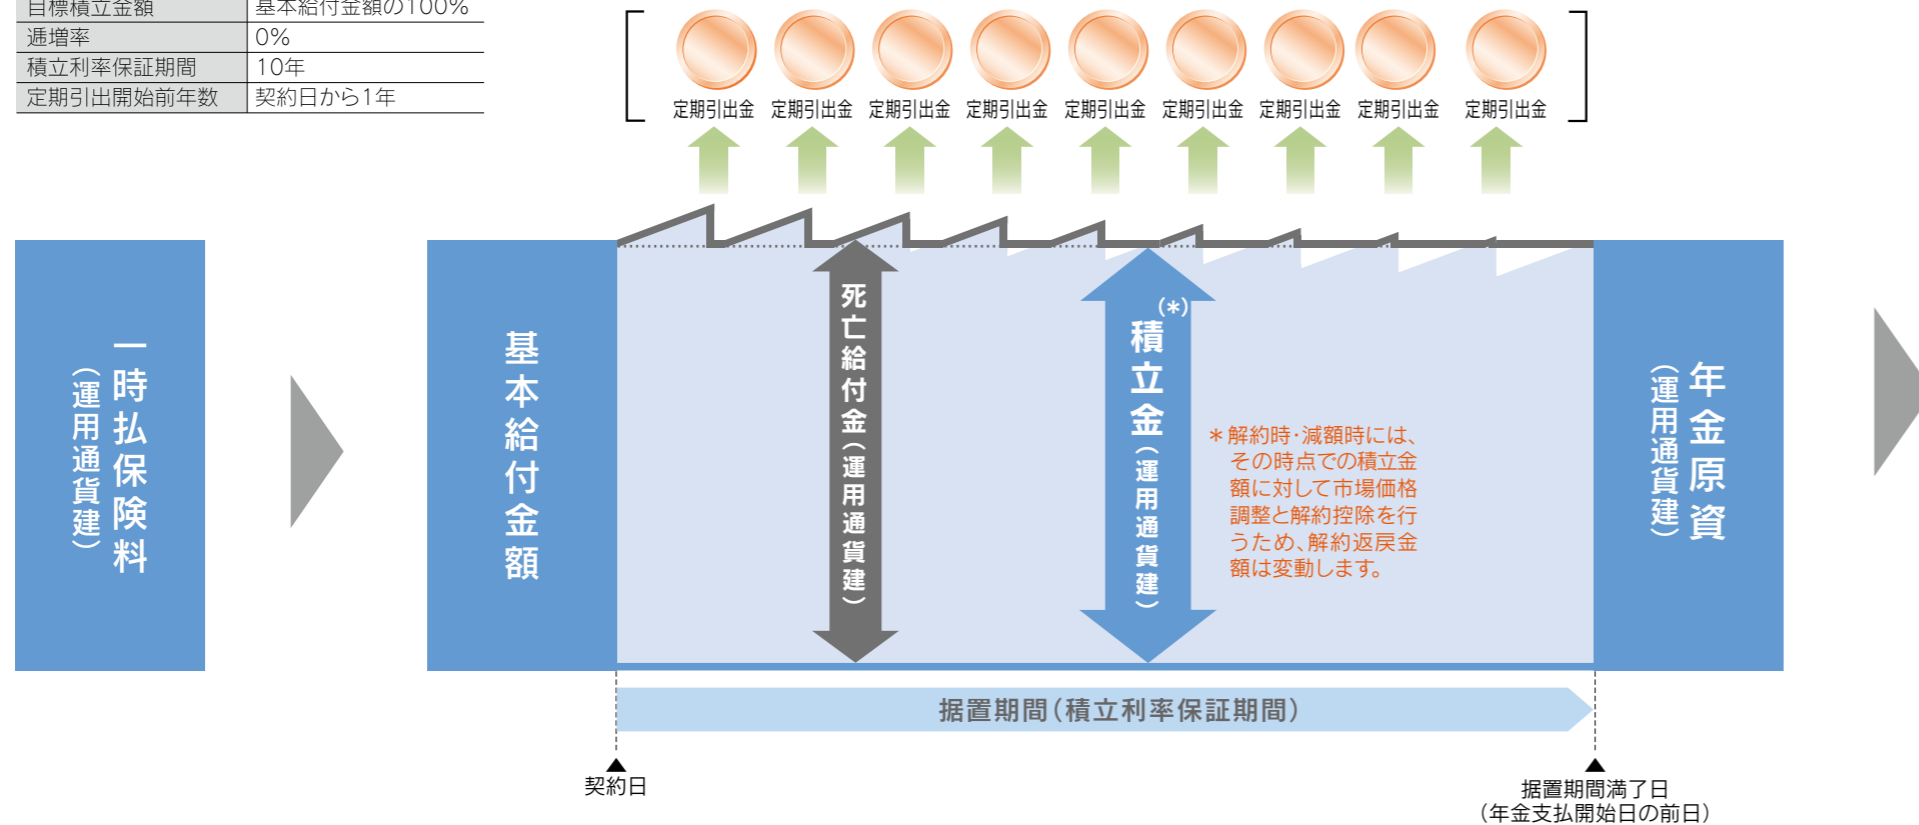 目標積立金額 基本給付金額の100%
逓増率 0%
積立利率保証期間 10年
定期引出開始前年数 契約日から1年
定期引出金 定期引出金 定期引出金 定期引出金 定期引出金 定期引出金 定期引出金 定期引出金 定期引出金
一時払保険料
（運用通貨建）
基本給付金額
死亡給付金（運用通貨建）
積立金(*)（運用通貨建）
＊解約時・減額時には、
その時点での積立金
額に対して市場価格
調整と解約控除を行
うため、解約返戻金
額は変動します。
年金原資
（運用通貨建）
据置期間（積立利率保証期間）
▲
契約日
▲
据置期間満了日
（年金支払開始日の前日）